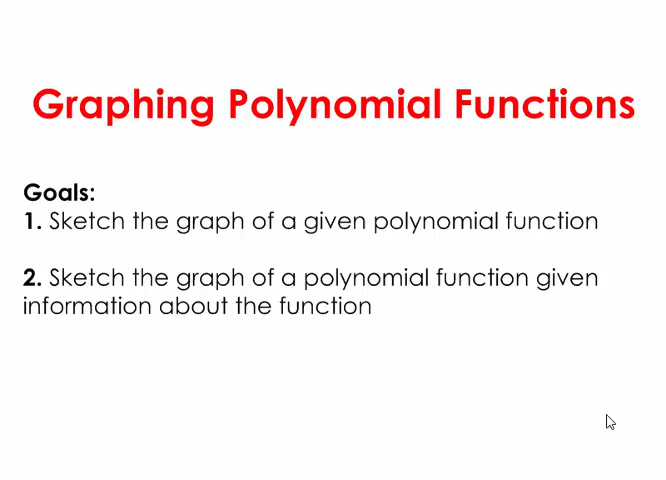 Graphing Polynomial Functions
Goals:
1. Sketch the graph of a given polynomial function
2. Sketch the graph of a polynomial function given
information about the function